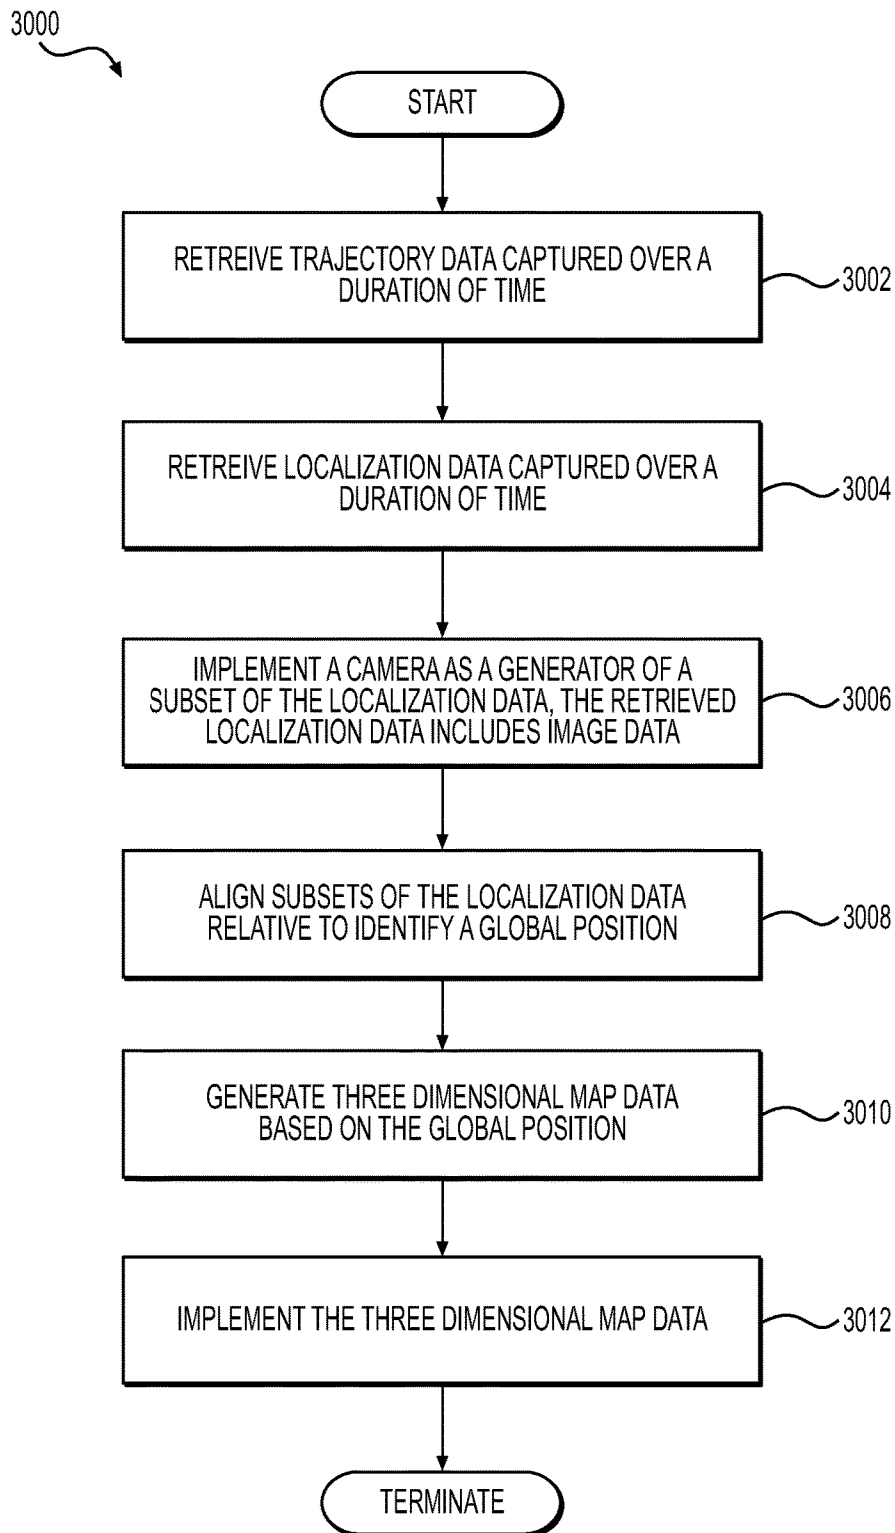 3000
START
RETREIVE TRAJECTORY DATA CAPTURED OVER A
DURATION OF TIME
3002
RETREIVE LOCALIZATION DATA CAPTURED OVER A
DURATION OF TIME
3004
IMPLEMENT A CAMERA AS A GENERATOR OF A
SUBSET OF THE LOCALIZATION DATA, THE RETRIEVED
LOCALIZATION DATA INCLUDES IMAGE DATA
3006
ALIGN SUBSETS OF THE LOCALIZATION DATA
RELATIVE TO IDENTIFY A GLOBAL POSITION
3008
GENERATE THREE DIMENSIONAL MAP DATA
BASED ON THE GLOBAL POSITION
3010
IMPLEMENT THE THREE DIMENSIONAL MAP DATA
3012
TERMINATE